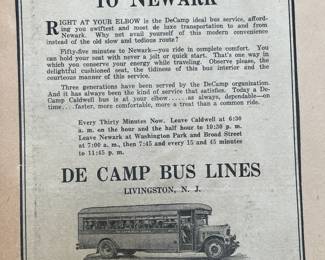 TO NEWARK
RIGHT AT YOUR ELBOW is the DeCamp ideal bus service, afford-
ing you swiftest and most de luxe transportation to and from
Newark. Why not avail yourself of this modern convenience
instead of the old slow and tedious route?
Fifty-five minutes to Newark—you ride in complete comfort. You
can hold your seat with never a jolt or quick start. That's one way in
which you conserve your energy while traveling. Observe please, the
delightful cushioned seat, the tidiness of this bus interior and the
courteous manner of this service.
Three generations have been served by the DeCamp organization.
And it has always been the kind of service that satisfies. Today a De-
Camp Caldwell bus is at your elbow.....as always, dependable—on
time....faster, more comfortable, more a treat than a common ride.
Every Thirty Minutes Now. Leave Caldwell at 6:30
a. m. on the hour and the half hour to 10:30 p. m.
Leave Newark at Washington Park and Broad Street
at 7:00 a. m., then 7:45 and every 15 and 45 minutes
to 11:45 p. m.
DE CAMP BUS LINES
LIVINGSTON, N. J.